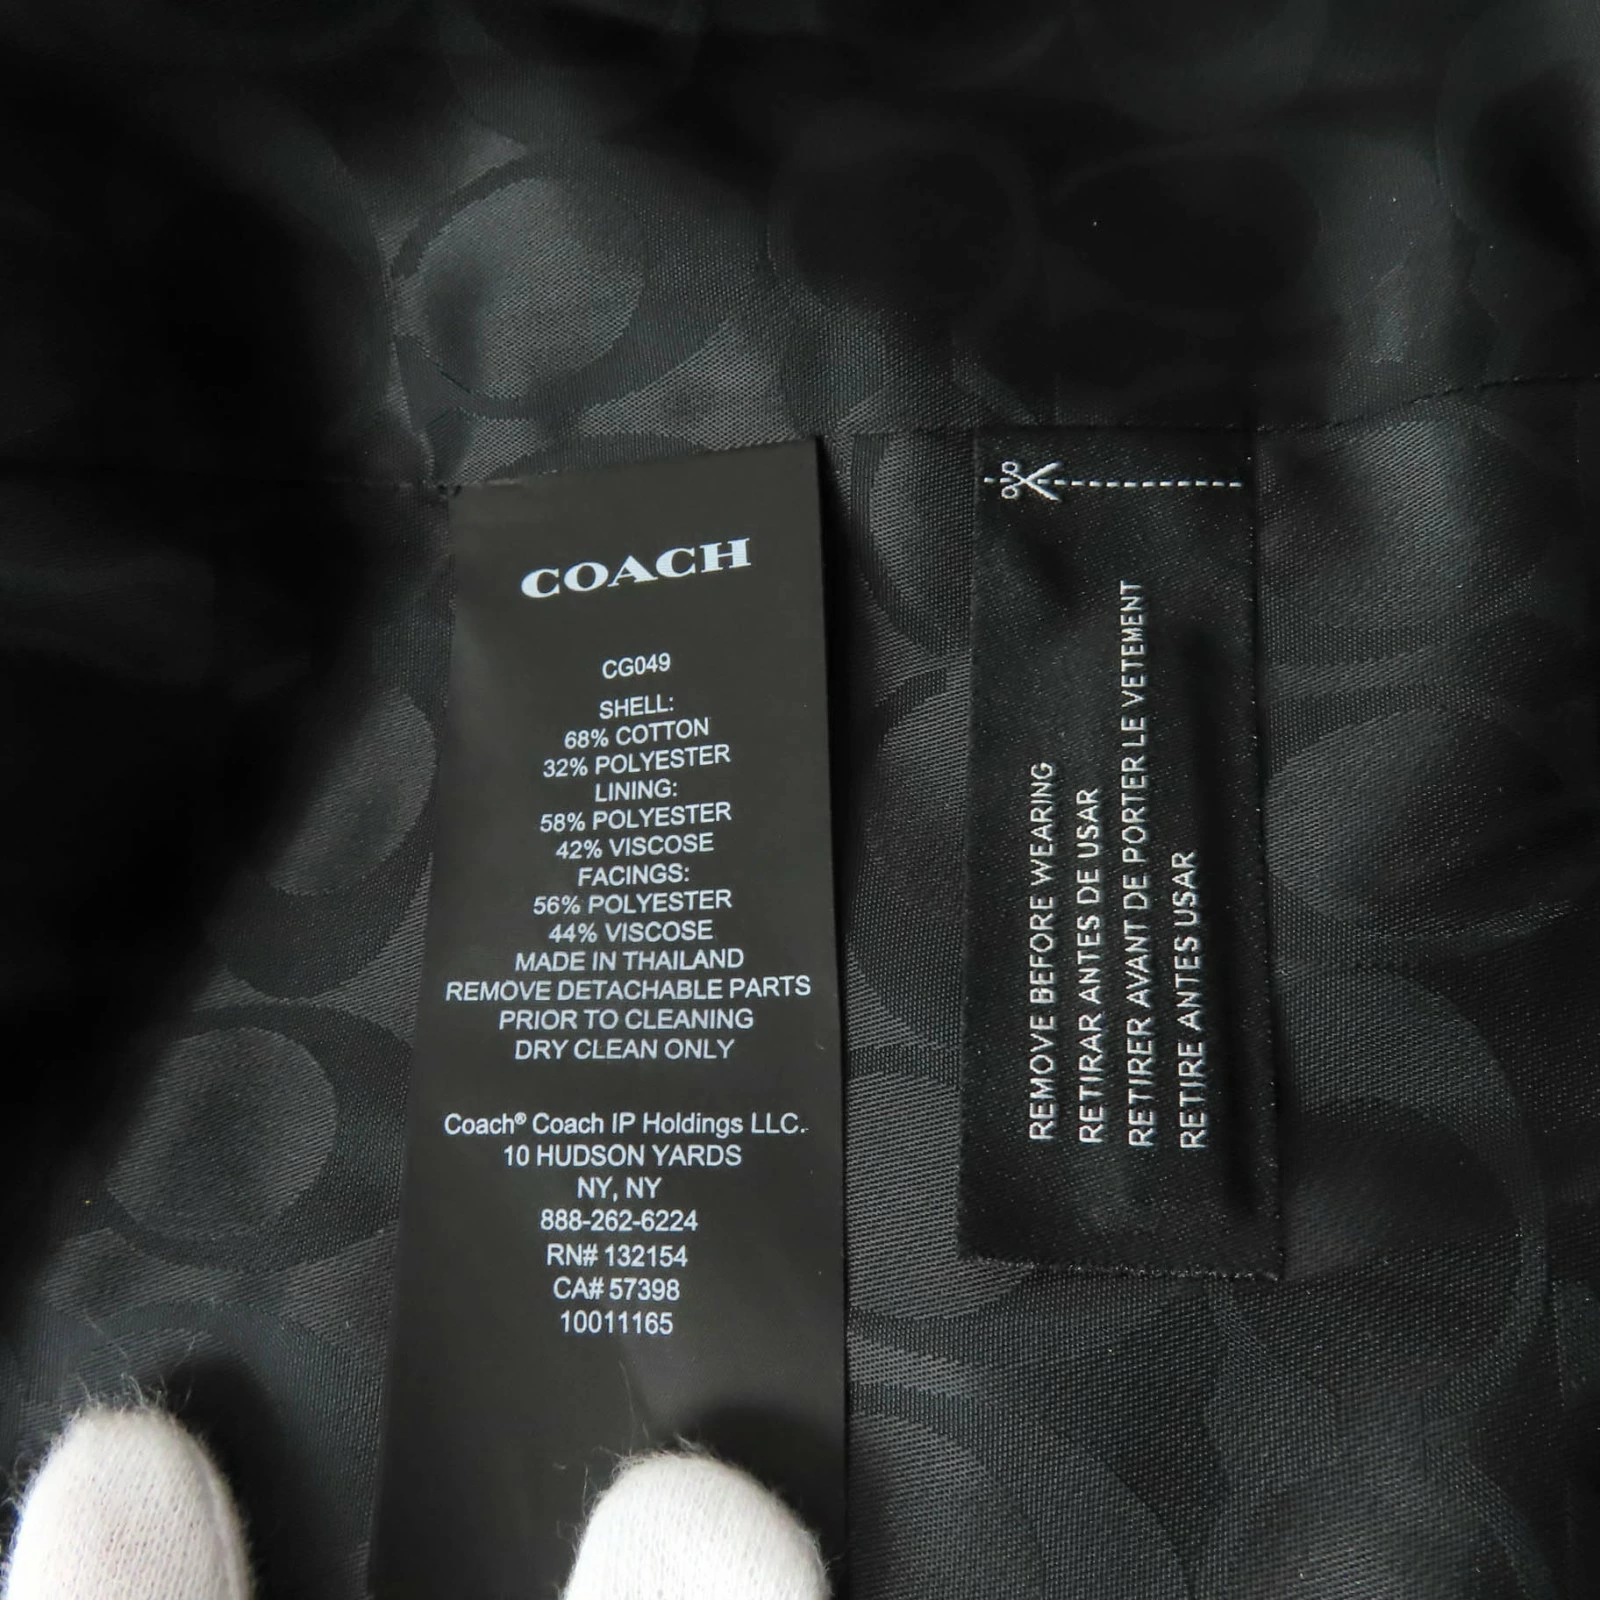 COACH
CG049
SHELL:
68% COTTON
32% POLYESTER
LINING:
58% POLYESTER
42% VISCOSE
FACINGS:
56% POLYESTER
44% VISCOSE
MADE IN THAILAND
REMOVE DETACHABLE PARTS
PRIOR TO CLEANING
DRY CLEAN ONLY
Coach® Coach IP Holdings LLC.
10 HUDSON YARDS
NY, NY
888-262-6224
RN# 132154
CA# 57398
10011165
REMOVE BEFORE WEARING
RETIRAR ANTES DE USAR
RETIRER AVANT DE PORTER LE VETEMENT
RETIRE ANTES USAR